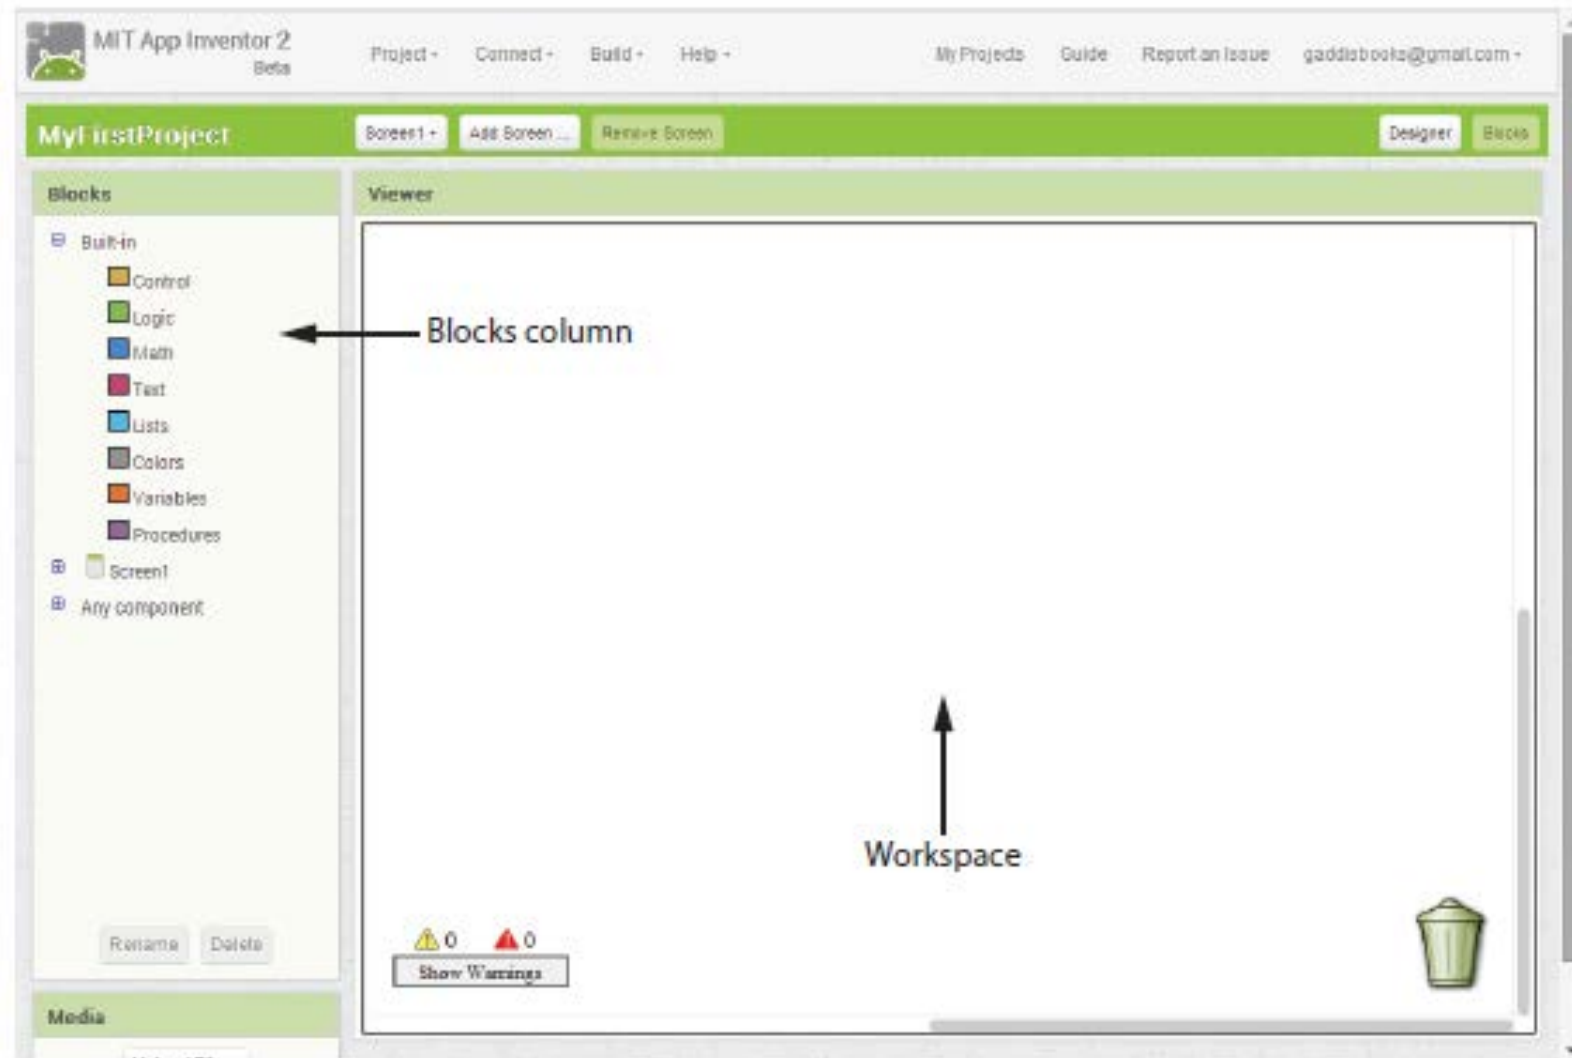 MIT App Inventor 2
Beta
Project Connect Build Help My Projects Guide Report an Issue gaddisbooks@gmail.com
MyFirstProject Screen1 Add Screen ... Remove Screen Designer Blocks
Blocks
Viewer
Built-in
Control
Logic
Math
Text
Lists
Colors
Variables
Procedures
Screen1
Any component
Rename Delete
Media
Blocks column
Workspace
0 0
Show Warnings